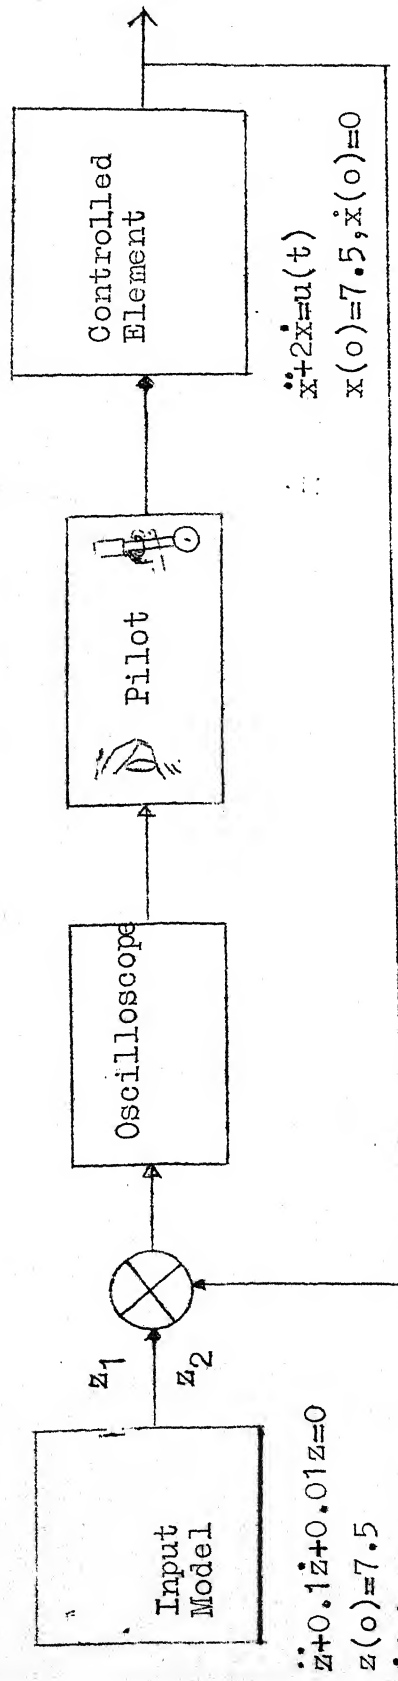 Input
Model
z̈+0.1ż+0.01z=0
z(o)=7.5
z₁
z₂
Oscilloscope
Pilot
Controlled
Element
ẍ+2ẋ=u(t)
x(o)=7.5,ẋ(o)=0